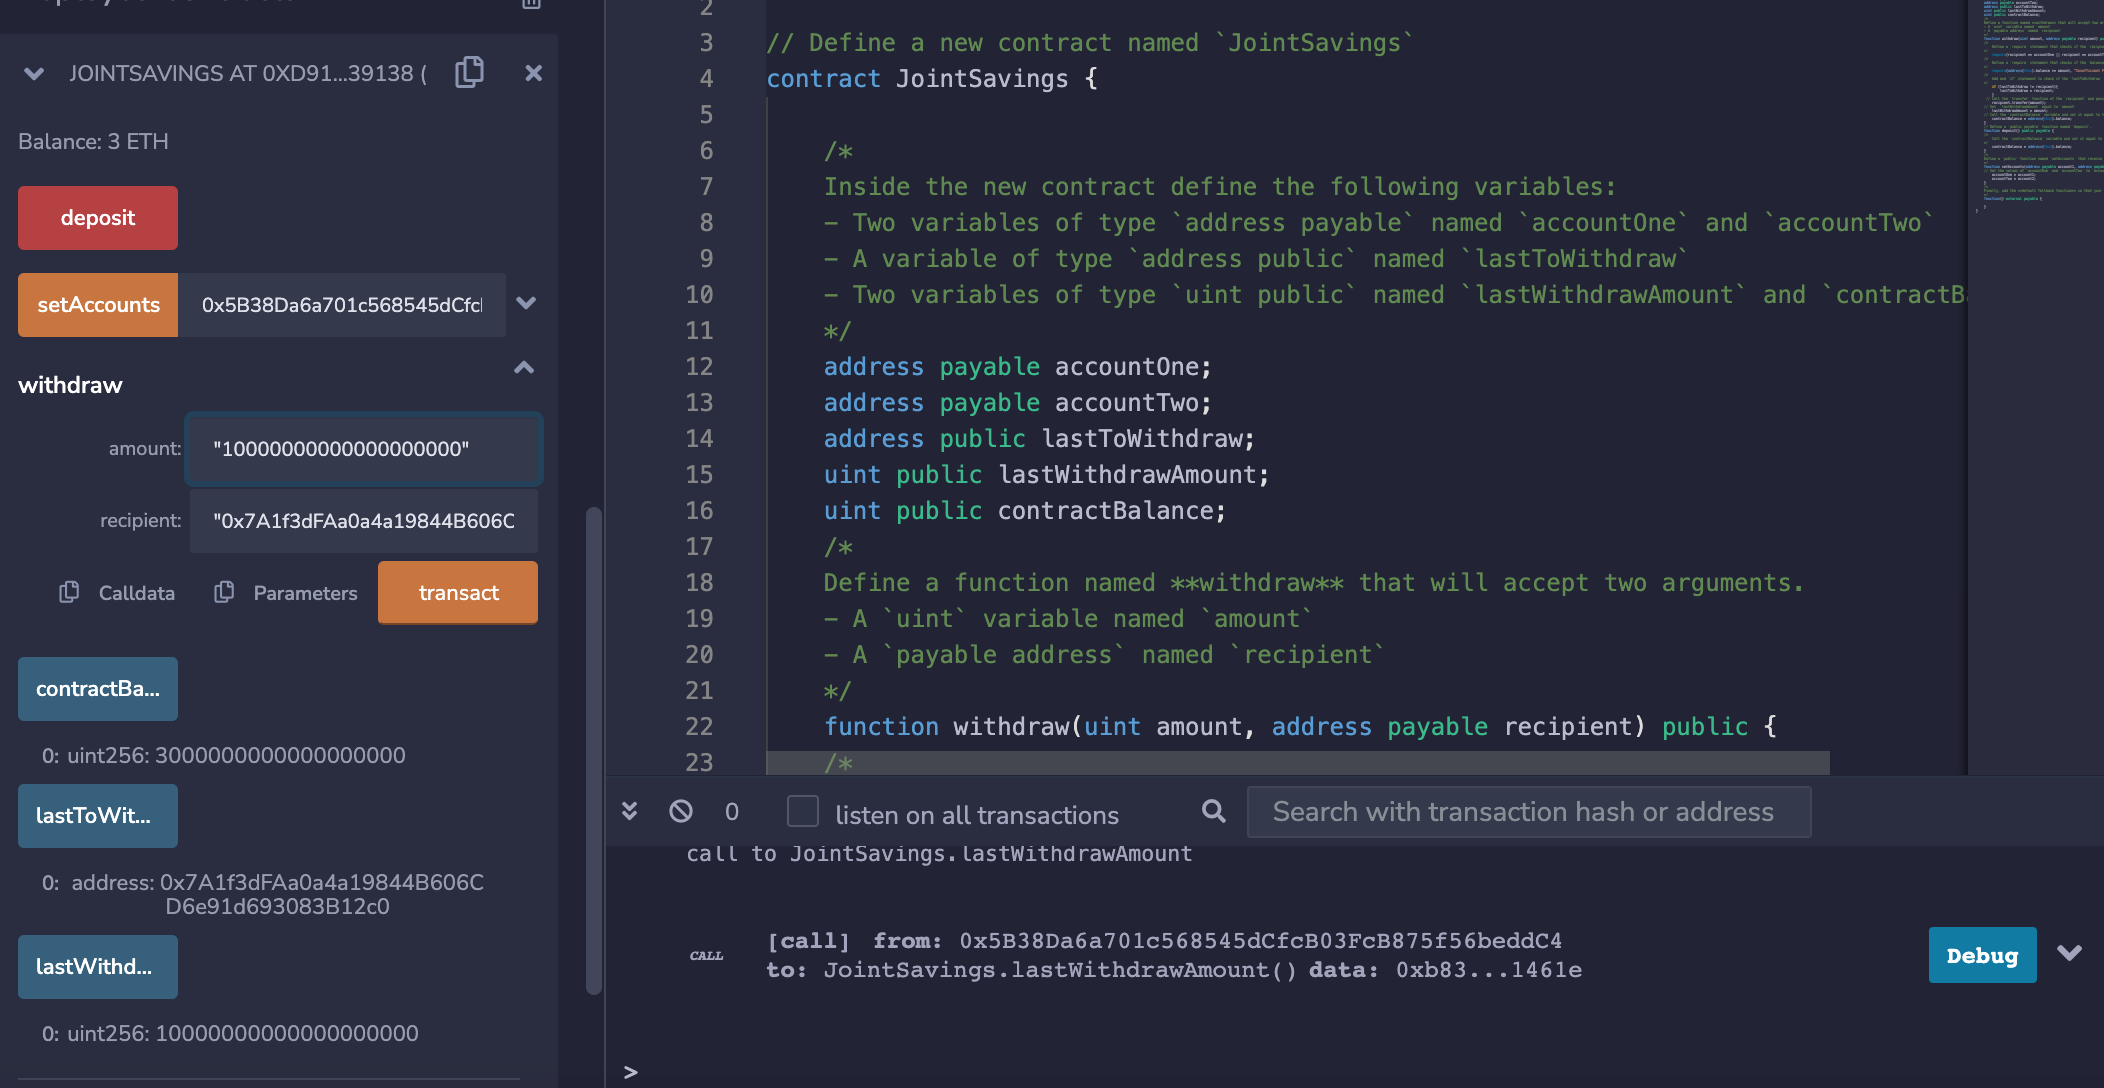 JOINTSAVINGS AT 0XD91...39138 (
Balance: 3 ETH
deposit
setAccounts
0x5B38Da6a701c568545dCfcl
withdraw
amount:
"10000000000000000000"
recipient:
"0x7A1f3dFAa0a4a19844B606C
Calldata
Parameters
transact
contractBa...
0: uint256: 3000000000000000000
lastToWit...
0: address: 0x7A1f3dFAa0a4a19844B606C
D6e91d693083B12c0
lastWithd...
0: uint256: 10000000000000000000
2
3 // Define a new contract named `JointSavings`
4 contract JointSavings {
5
6 /*
7 Inside the new contract define the following variables:
8 - Two variables of type `address payable` named `accountOne` and `accountTwo`
9 - A variable of type `address public` named `lastToWithdraw`
10 - Two variables of type `uint public` named `lastWithdrawAmount` and `contractBa
11 */
12 address payable accountOne;
13 address payable accountTwo;
14 address public lastToWithdraw;
15 uint public lastWithdrawAmount;
16 uint public contractBalance;
17 /*
18 Define a function named **withdraw** that will accept two arguments.
19 - A `uint` variable named `amount`
20 - A `payable address` named `recipient`
21 */
22 function withdraw(uint amount, address payable recipient) public {
23 /*
0
listen on all transactions
Search with transaction hash or address
call to JointSavings.lastWithdrawAmount
CALL
[call] from: 0x5B38Da6a701c568545dCfcB03FcB875f56beddC4
to: JointSavings.lastWithdrawAmount() data: 0xb83...1461e
Debug
>